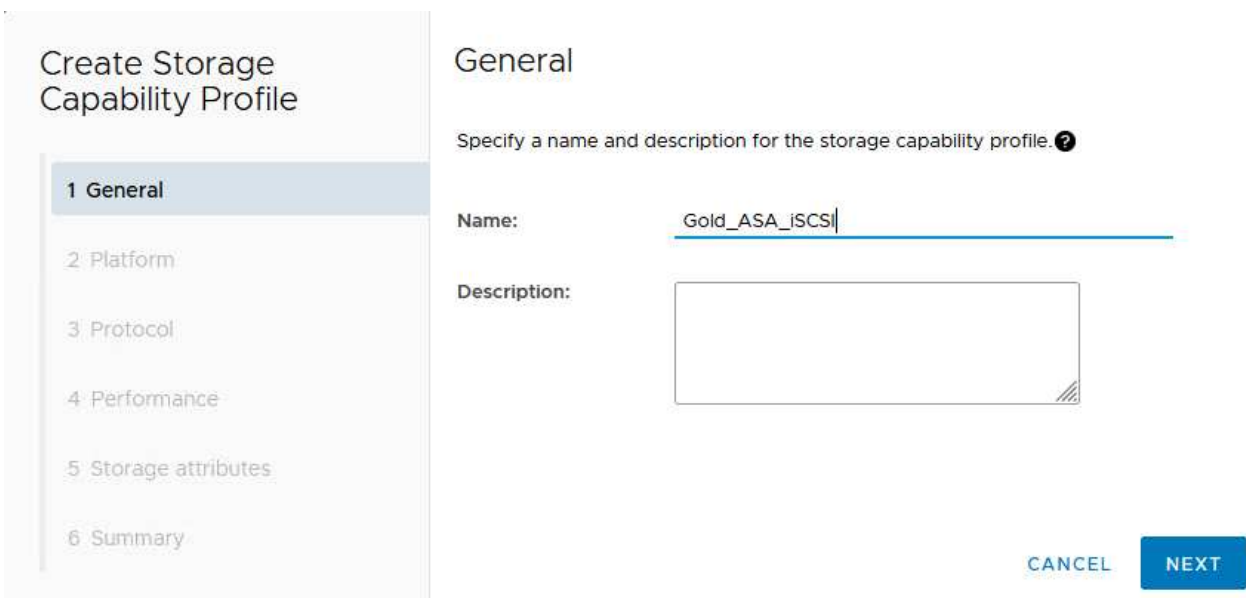 Create Storage
Capability Profile
1 General
2 Platform
3 Protocol
4 Performance
5 Storage attributes
6 Summary
General
Specify a name and description for the storage capability profile.?
Name:
Gold_ASA_iSCSI
Description:
CANCEL
NEXT